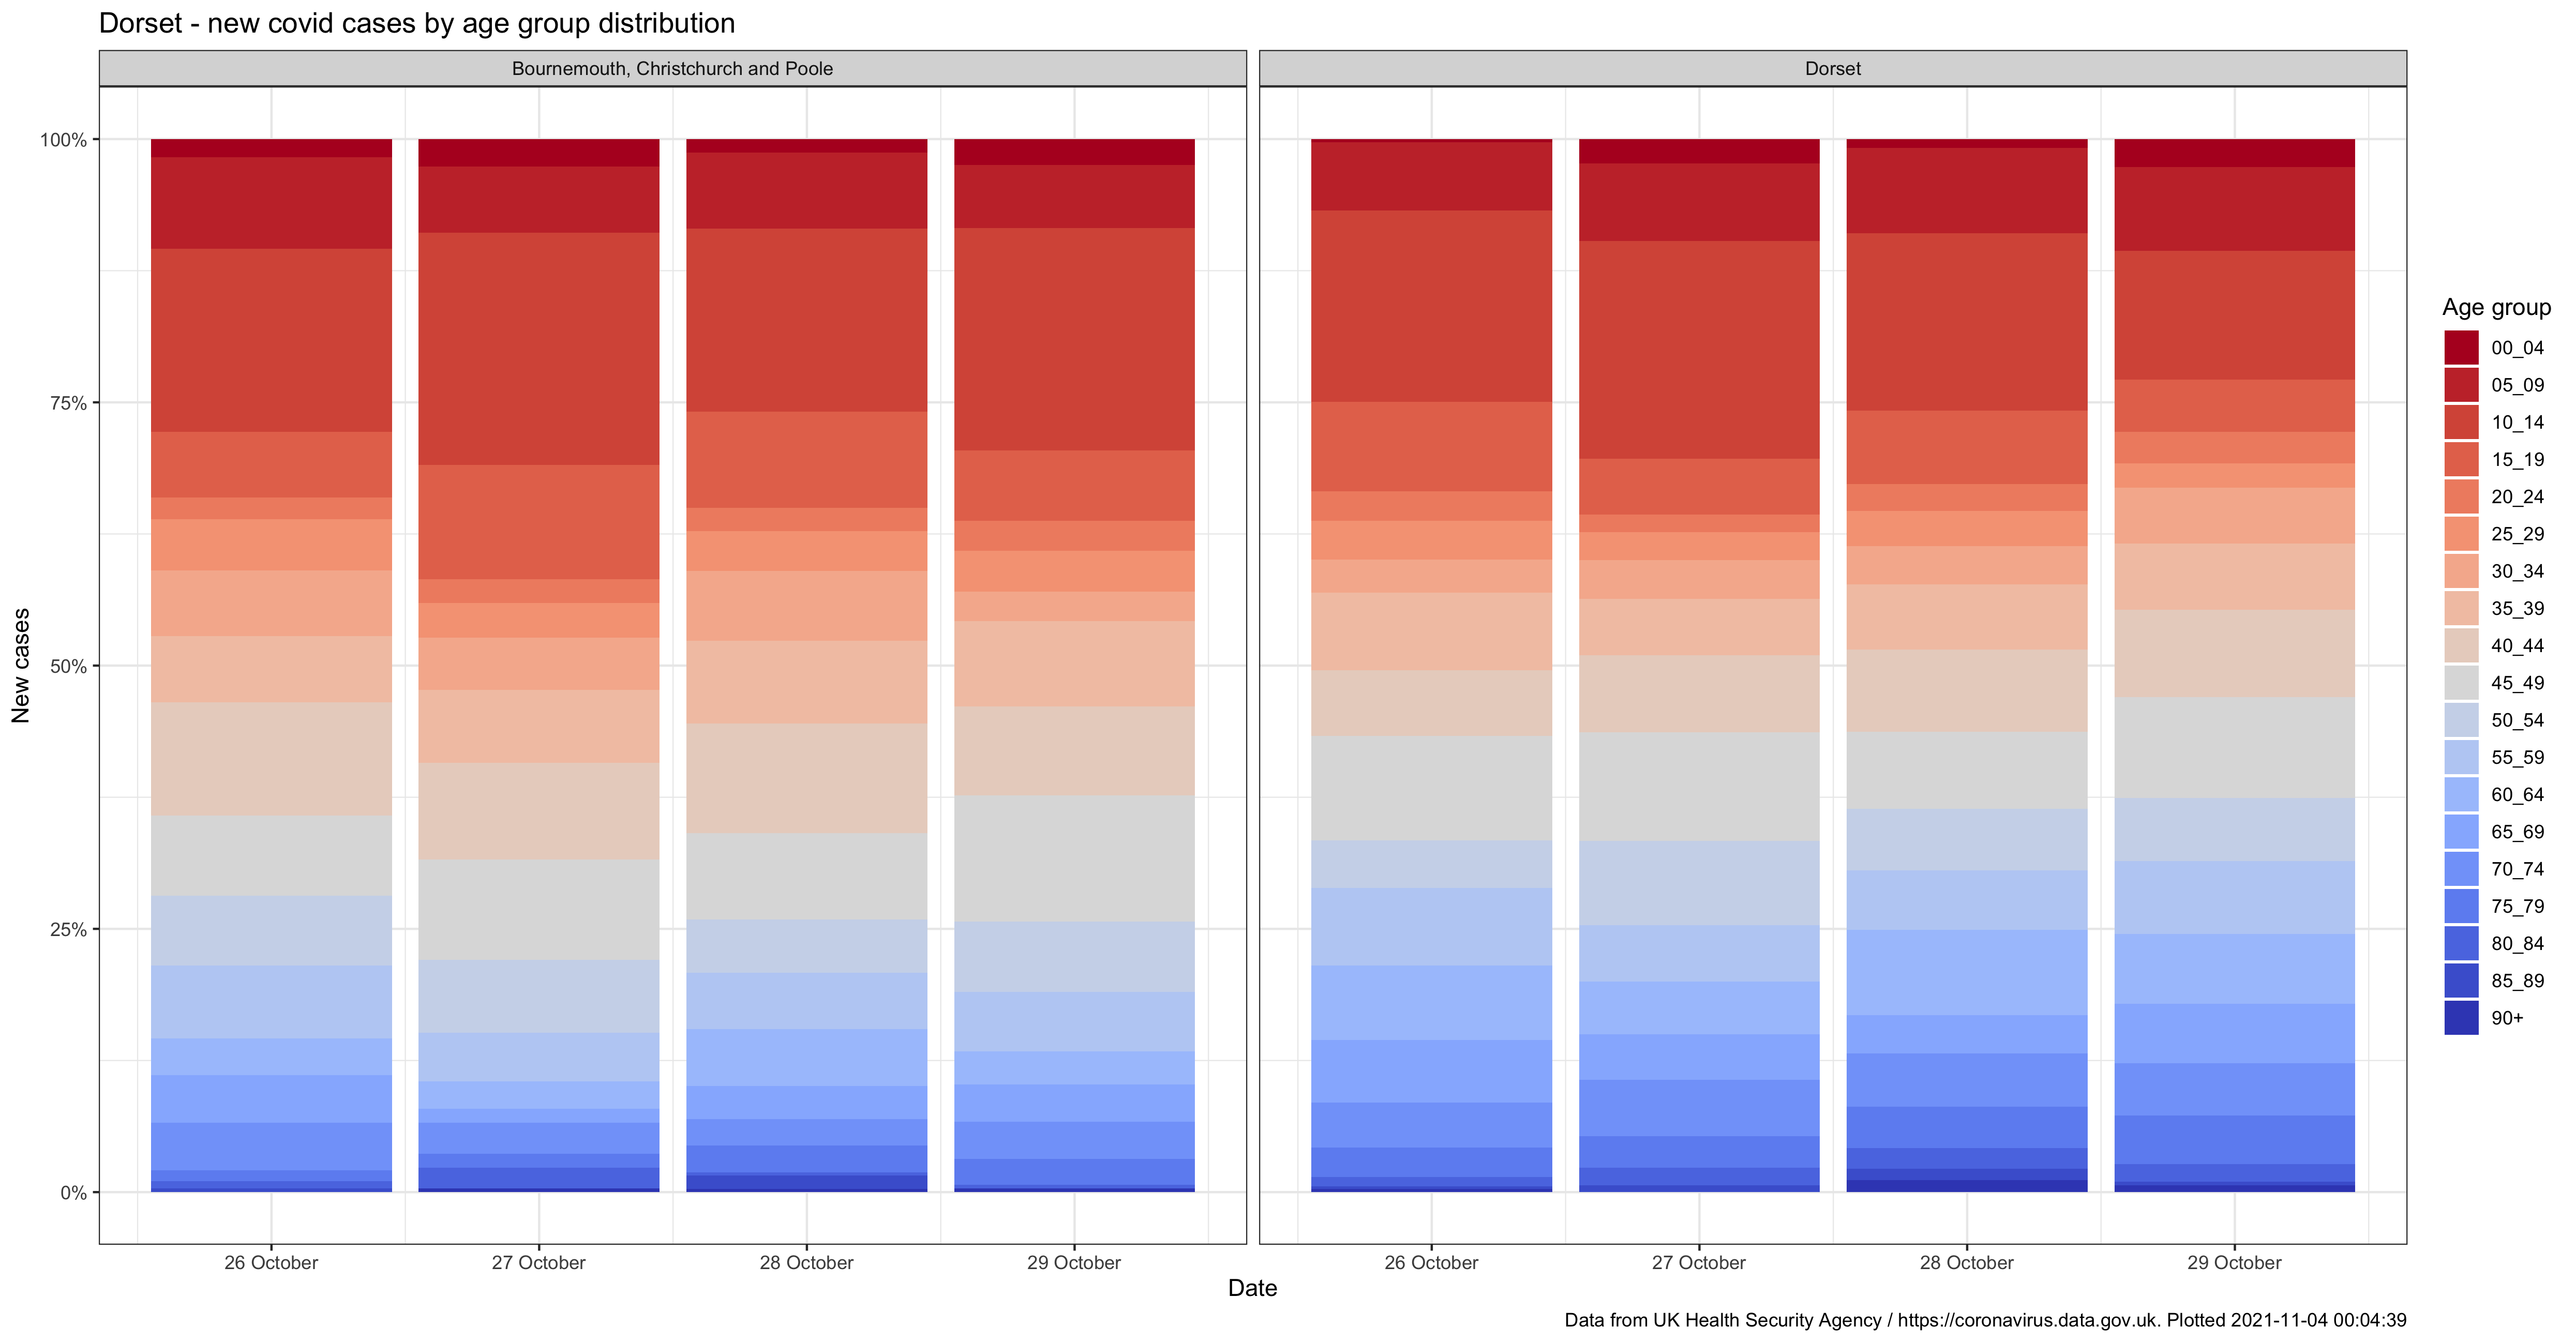 Dorset - new covid cases by age group distribution
Bournemouth, Christchurch and Poole
Dorset
New cases
100%
75%
50%
25%
0%
26 October
27 October
28 October
29 October
26 October
27 October
28 October
29 October
Date
Age group
00_04
05_09
10_14
15_19
20_24
25_29
30_34
35_39
40_44
45_49
50_54
55_59
60_64
65_69
70_74
75_79
80_84
85_89
90+
Data from UK Health Security Agency / https://coronavirus.data.gov.uk. Plotted 2021-11-04 00:04:39